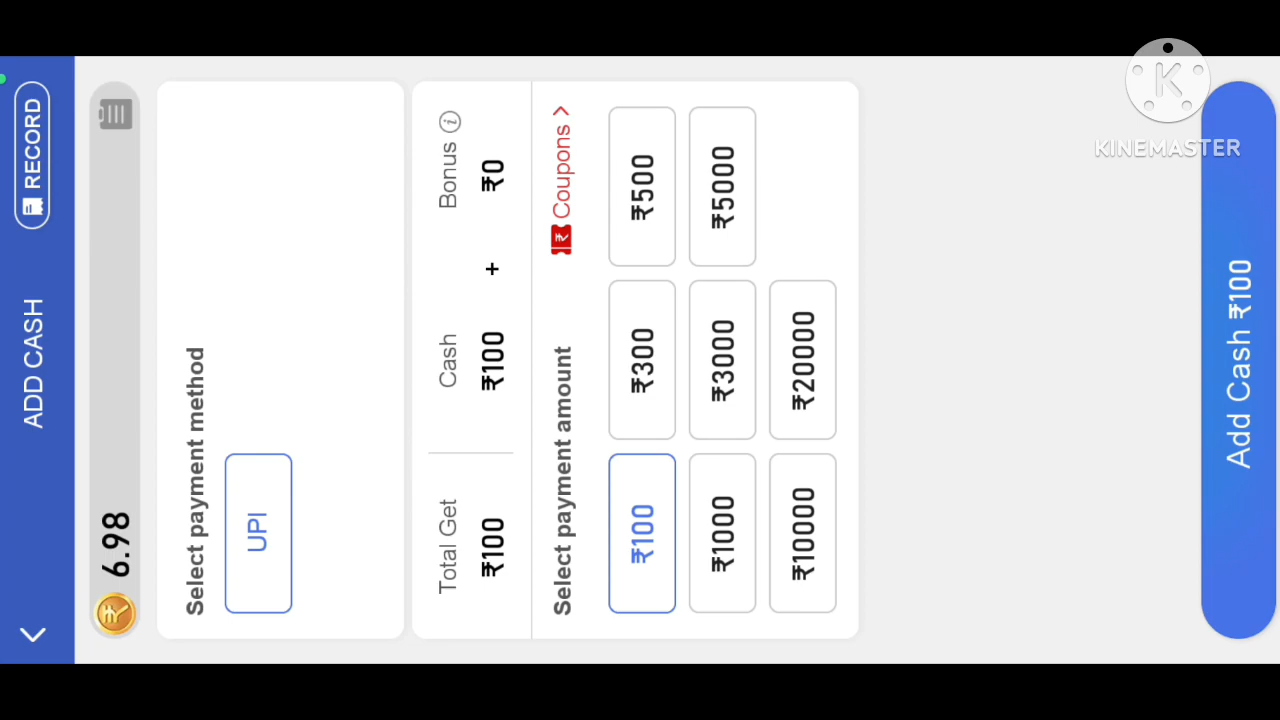 ADD CASH
RECORD
6.98
Select payment method
UPI
Total Get Cash Bonus
₹100 ₹100 + ₹0
Select payment amount Coupons >
₹100 ₹300 ₹500
₹1000 ₹3000 ₹5000
₹10000 ₹20000
Add Cash ₹100
KINEMASTER